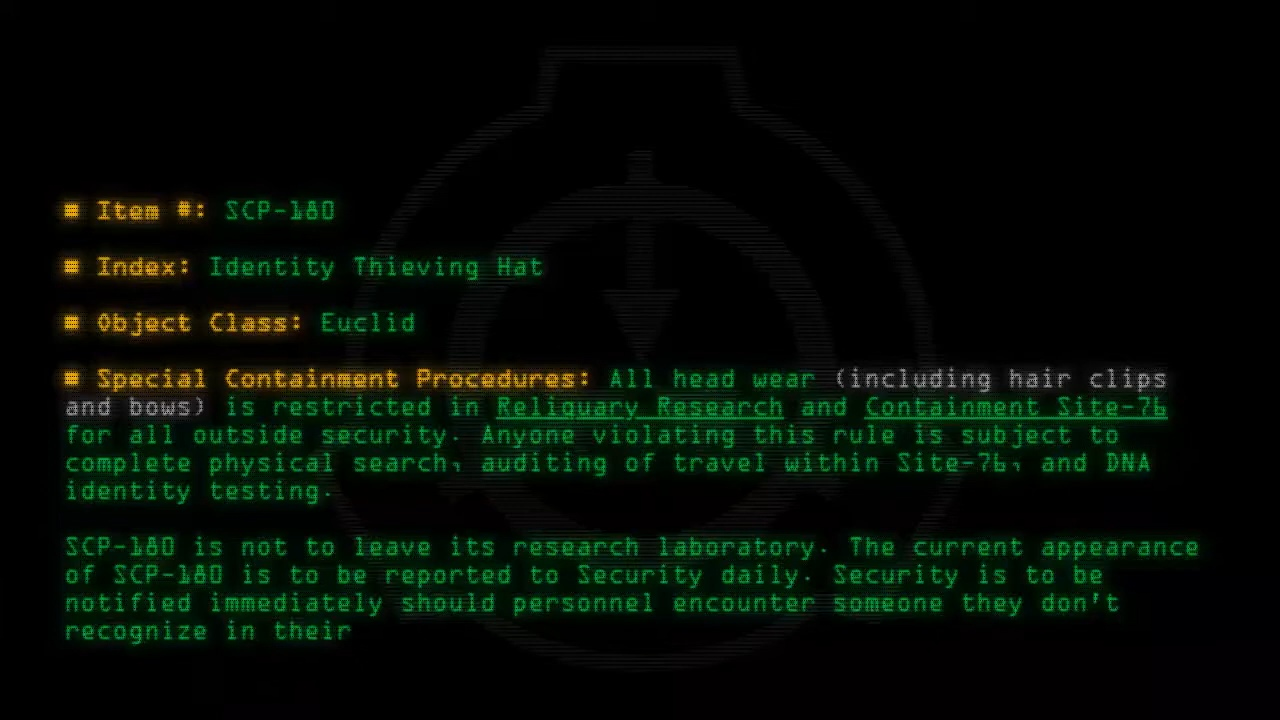 ■ Item #: SCP-180
■ Index: Identity Thieving Hat
■ Object Class: Euclid
■ Special Containment Procedures: All head wear (including hair clips
and bows) is restricted in Reliquary Research and Containment Site-76
for all outside security. Anyone violating this rule is subject to
complete physical search, auditing of travel within Site-76, and DNA
identity testing.
SCP-180 is not to leave its research laboratory. The current appearance
of SCP-180 is to be reported to Security daily. Security is to be
notified immediately should personnel encounter someone they don't
recognize in their